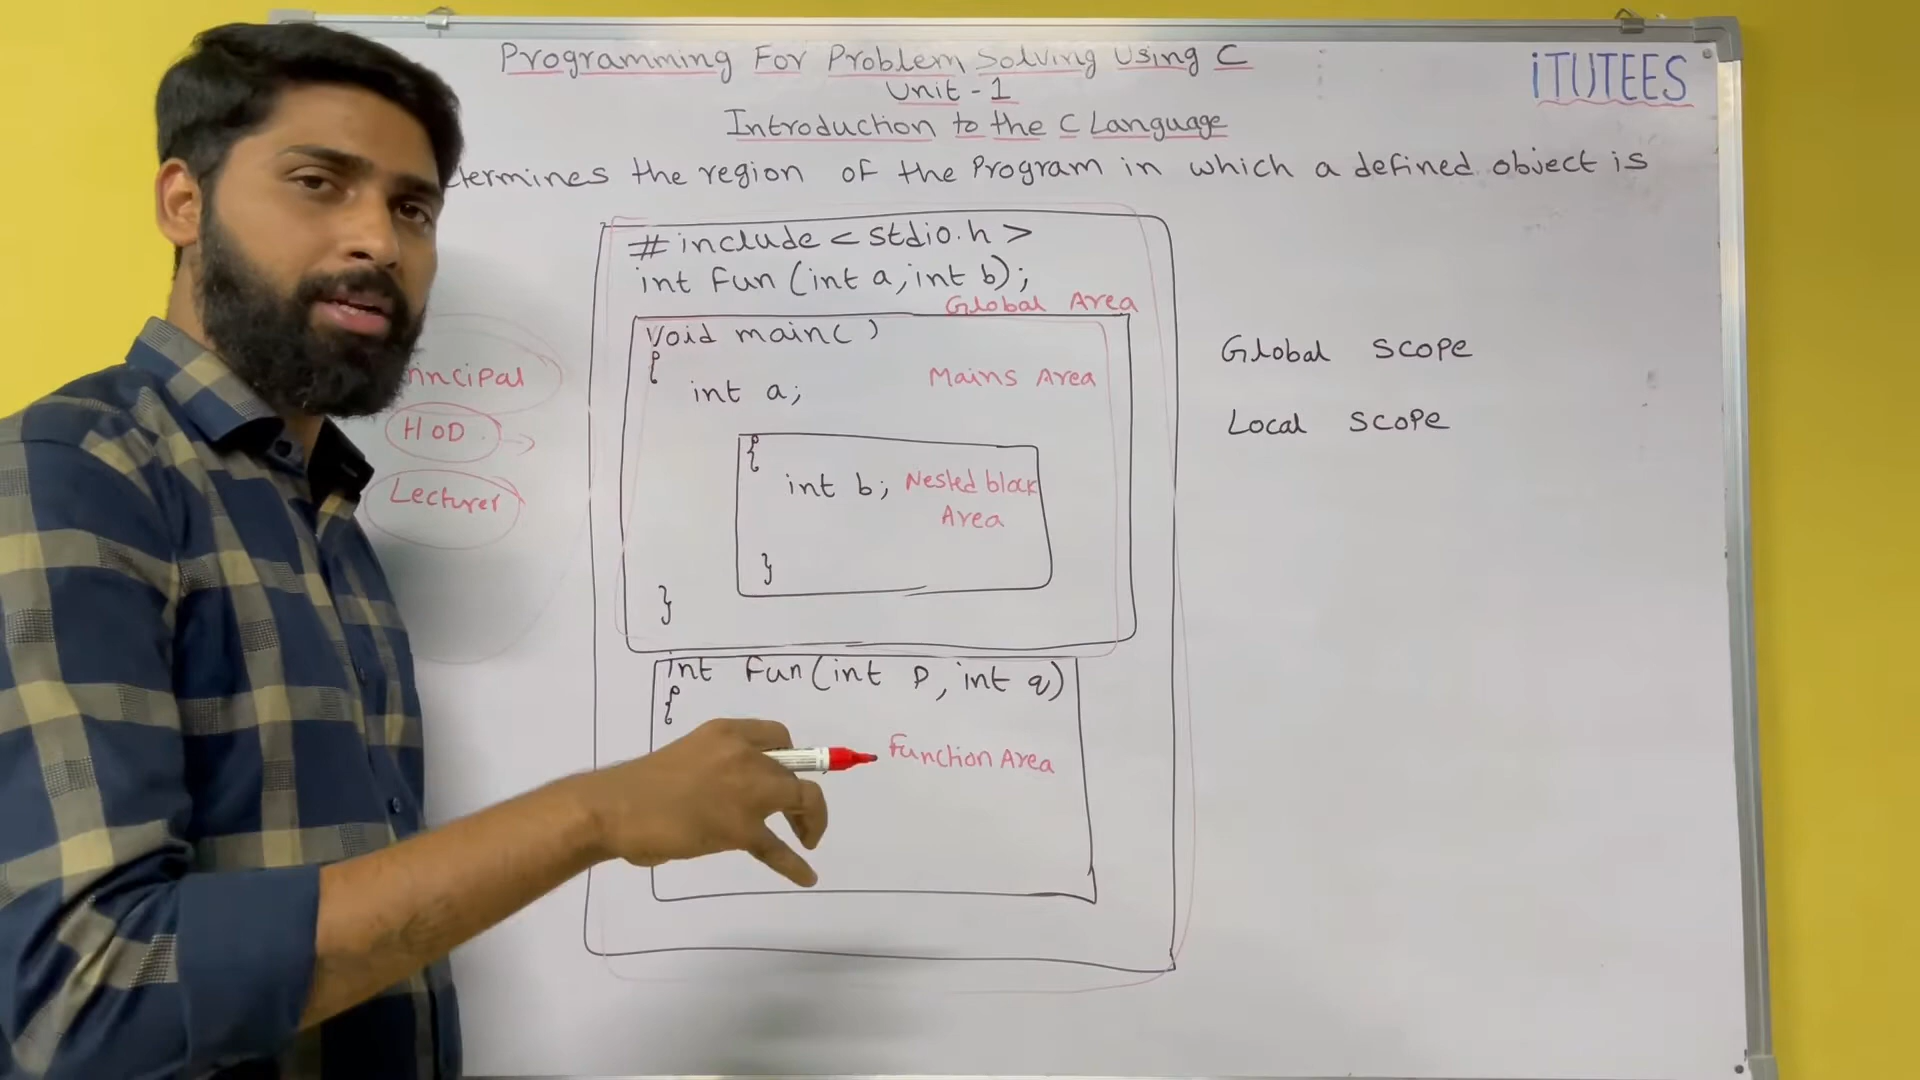 Programming For Problem Solving Using C
iTUTEES
Unit - 1
Introduction to the C Language
the region of the Program in which a defined object is
#include < stdio.h >
int Fun (int a, int b);
Global Area
Void main( )
{
Mains Area
int a;
{
int b;
Nested block
Area
}
}
int Fun (int P, int q)
{
Function Area
HOD
Lecturer
Global Scope
Local Scope